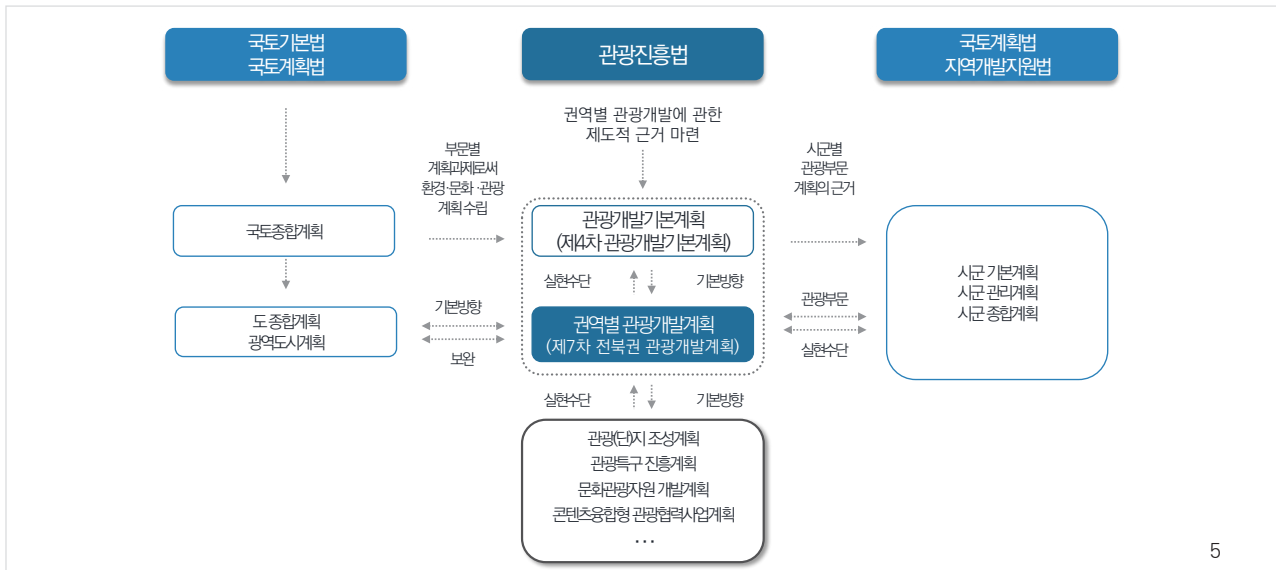 국토기본법
국토계획법
관광진흥법
국토계획법
지역개발지원법
권역별 관광개발에 관한
제도적 근거 마련
부문별
계획과제로써
환경·문화·관광
계획 수립
시군별
관광부문
계획의 근거
국토종합계획
관광개발기본계획
(제4차 관광개발기본계획)
시군 기본계획
시군 관리계획
시군 종합계획
실현수단
기본방향
도 종합계획
광역도시계획
기본방향
보완
권역별 관광개발계획
(제7차 전북권 관광개발계획)
관광부문
실현수단
실현수단
기본방향
관광(단)지 조성계획
관광특구 진흥계획
문화관광자원 개발계획
콘텐츠융합형 관광협력사업계획
...
5